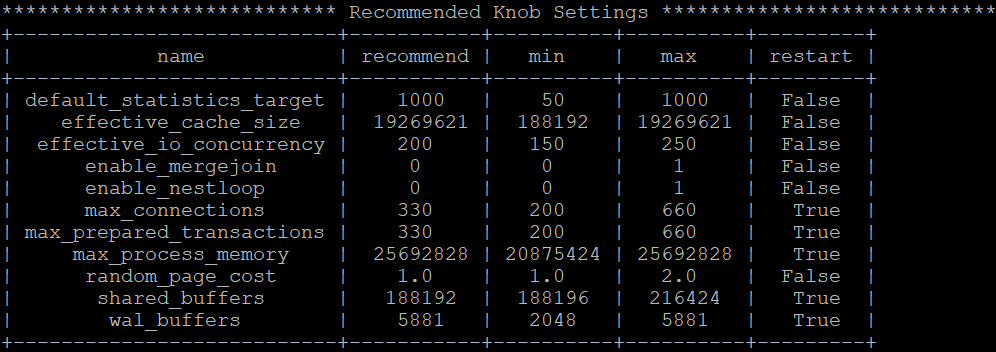 **************************** Recommended Knob Settings ****************************
+---------------------------+-----------+----------+----------+---------+
|            name           | recommend |   min    |   max    | restart |
+---------------------------+-----------+----------+----------+---------+
| default_statistics_target |    1000   |    50    |   1000   |  False  |
|    effective_cache_size   |  19269621 |  188192  | 19269621 |  False  |
|  effective_io_concurrency |    200    |   150    |   250    |  False  |
|      enable_mergejoin     |     0     |    0     |    1     |  False  |
|      enable_nestloop      |     0     |    0     |    1     |  False  |
|      max_connections      |    330    |   200    |   660    |   True  |
| max_prepared_transactions |    330    |   200    |   660    |   True  |
|     max_process_memory    |  25692828 | 20875424 | 25692828 |   True  |
|      random_page_cost     |    1.0    |   1.0    |   2.0    |  False  |
|       shared_buffers      |   188192  |  188196  |  216424  |   True  |
|        wal_buffers        |    5881   |   2048   |   5881   |   True  |
+---------------------------+-----------+----------+----------+---------+